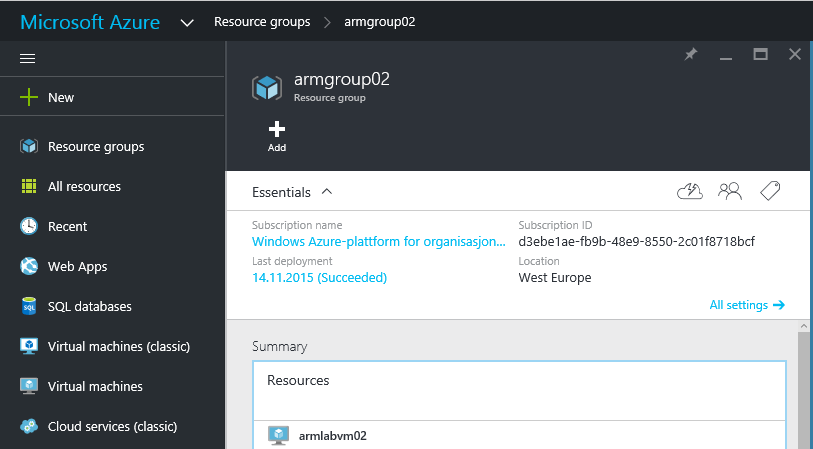 Microsoft Azure
Resource groups > armgroup02
New
Resource groups
All resources
Recent
Web Apps
SQL databases
Virtual machines (classic)
Virtual machines
Cloud services (classic)
armgroup02
Resource group
Add
Essentials
Subscription name
Windows Azure-plattform for organisasjon...
Last deployment
14.11.2015 (Succeeded)
Subscription ID
d3ebe1ae-fb9b-48e9-8550-2c01f8718bcf
Location
West Europe
All settings →
Summary
Resources
armlabvm02